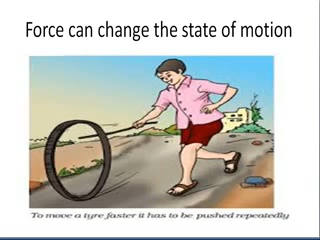 Force can change the state of motion
To move a tyre faster it has to be pushed repeatedly